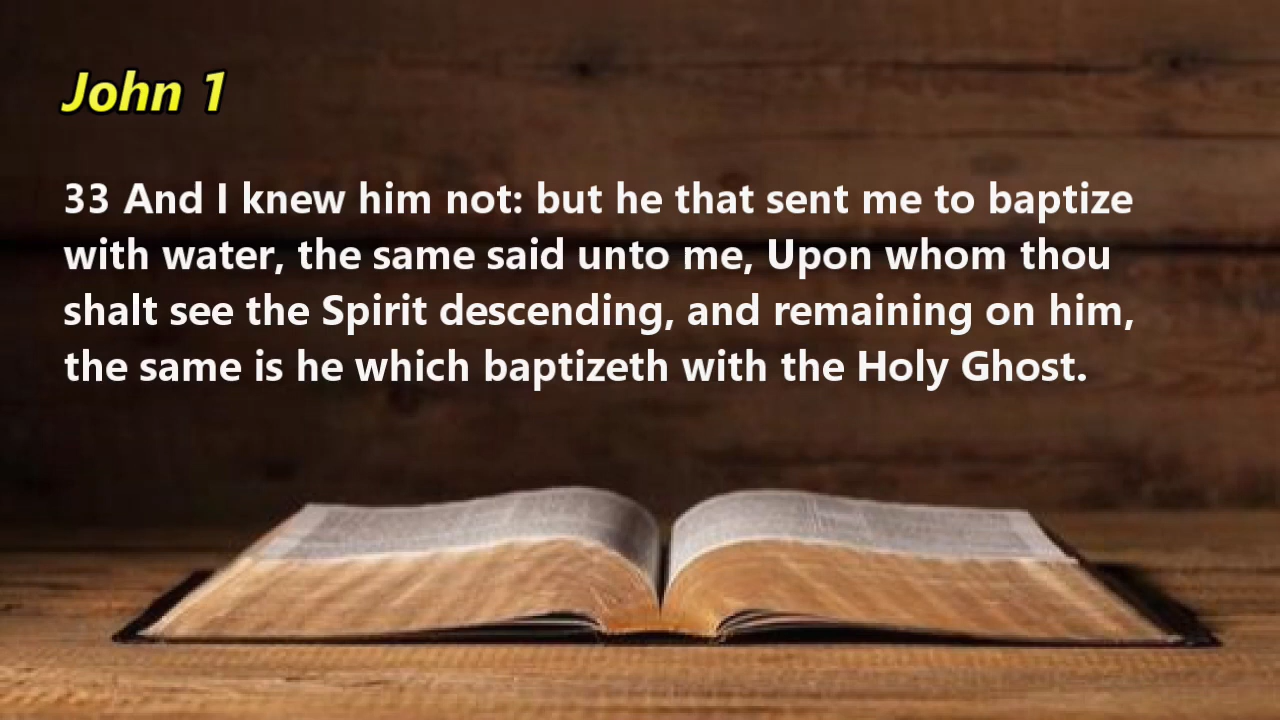 John 1
33 And I knew him not: but he that sent me to baptize
with water, the same said unto me, Upon whom thou
shalt see the Spirit descending, and remaining on him,
the same is he which baptizeth with the Holy Ghost.